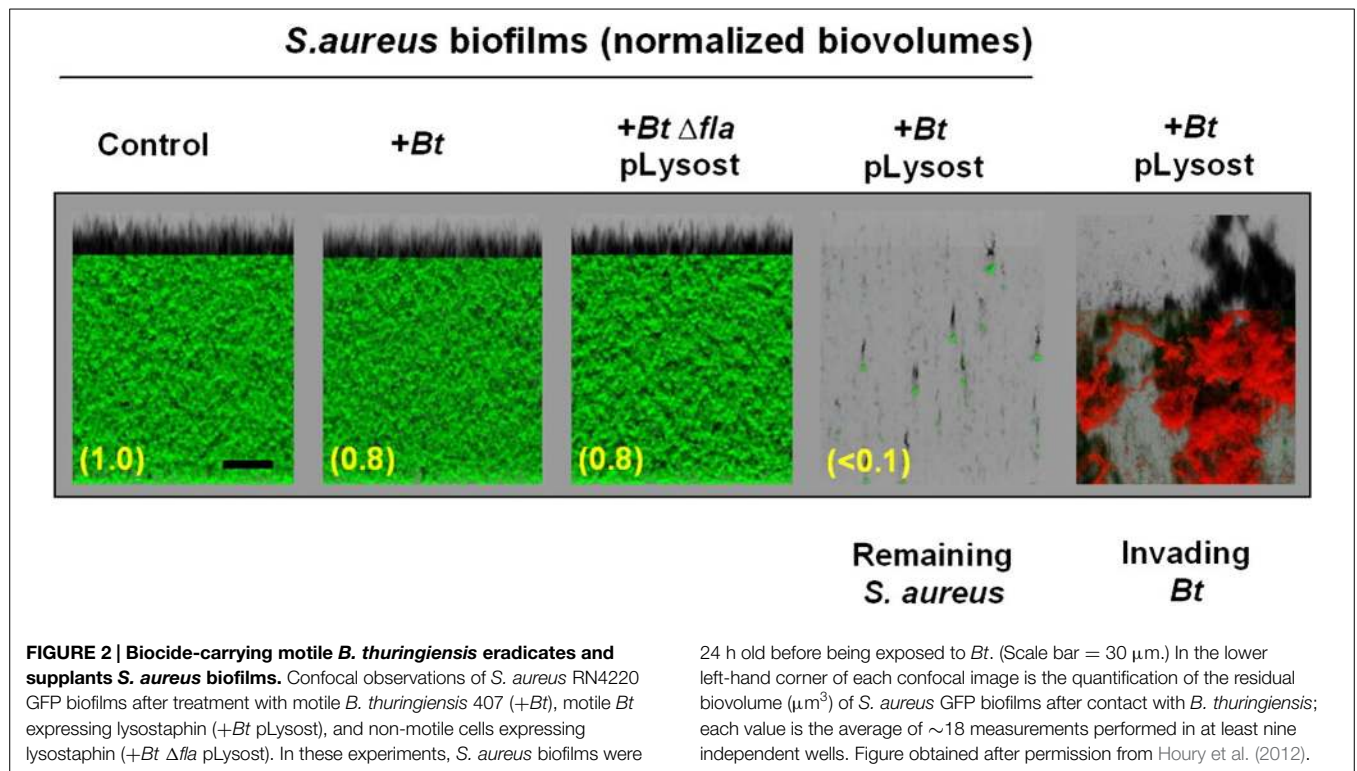 S.aureus biofilms (normalized biovolumes)
Control
+Bt
+Bt Δfla
pLysost
+Bt
pLysost
+Bt
pLysost
(1.0)
(0.8)
(0.8)
(<0.1)
Remaining
S. aureus
Invading
Bt
FIGURE 2 | Biocide-carrying motile B. thuringiensis eradicates and
supplants S. aureus biofilms. Confocal observations of S. aureus RN4220
GFP biofilms after treatment with motile B. thuringiensis 407 (+Bt), motile Bt
expressing lysostaphin (+Bt pLysost), and non-motile cells expressing
lysostaphin (+Bt Δfla pLysost). In these experiments, S. aureus biofilms were
24 h old before being exposed to Bt. (Scale bar = 30 μm.) In the lower
left-hand corner of each confocal image is the quantification of the residual
biovolume (μm³) of S. aureus GFP biofilms after contact with B. thuringiensis;
each value is the average of ∼18 measurements performed in at least nine
independent wells. Figure obtained after permission from Houry et al. (2012).